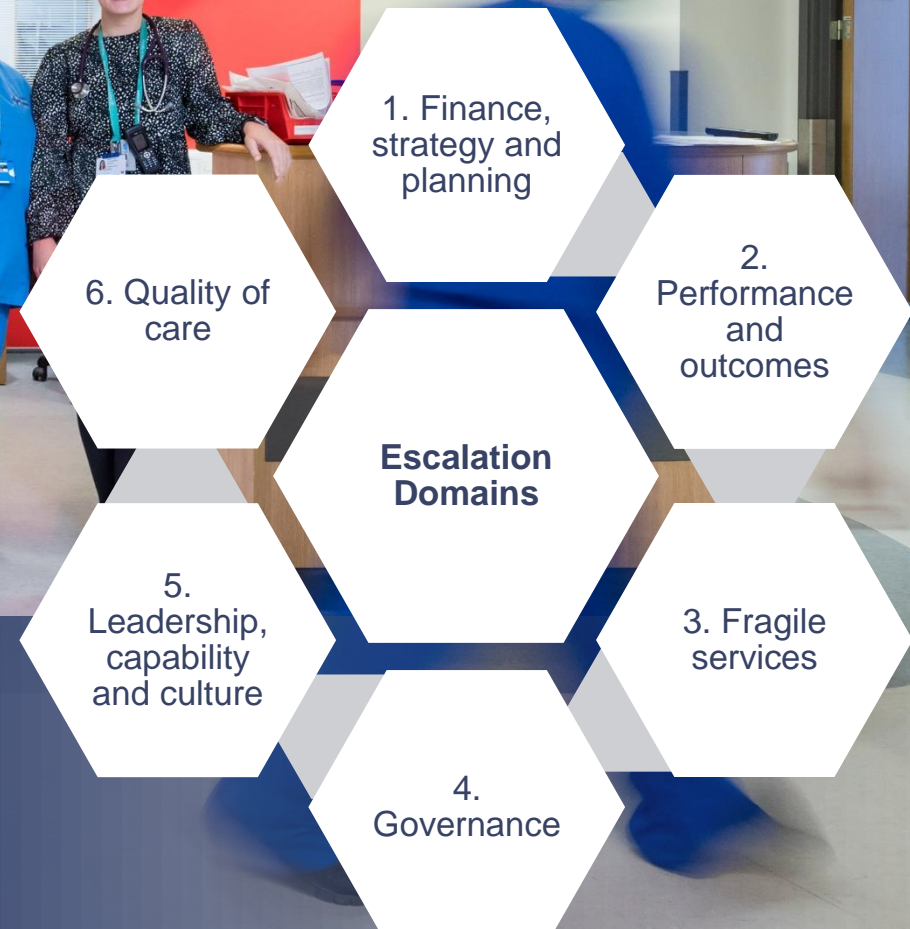 1. Finance,
strategy and
planning
2.
Performance
and
outcomes
3. Fragile
services
4.
Governance
5.
Leadership,
capability
and culture
6. Quality of
care
Escalation
Domains